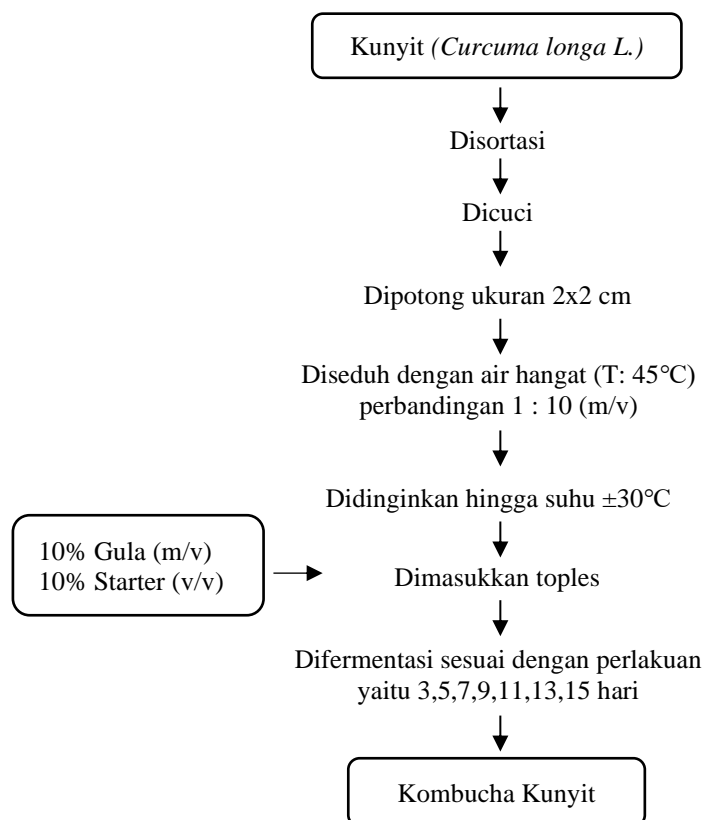 Kunyit (Curcuma longa L.)
Disortasi
Dicuci
Dipotong ukuran 2x2 cm
Diseduh dengan air hangat (T: 45°C)
perbandingan 1 : 10 (m/v)
Didinginkan hingga suhu ±30°C
10% Gula (m/v)
10% Starter (v/v)
Dimasukkan toples
Difermentasi sesuai dengan perlakuan
yaitu 3,5,7,9,11,13,15 hari
Kombucha Kunyit